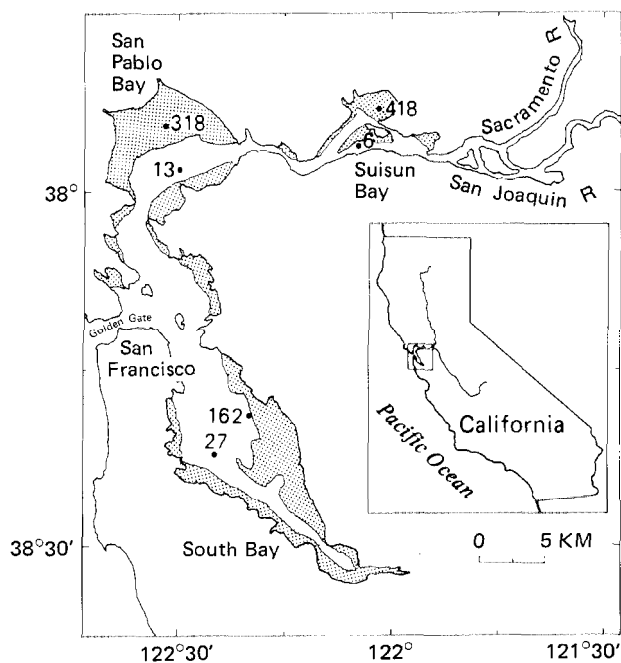 San
Pablo
Bay
318
418
6
13
Sacramento R
Suisun
Bay
San Joaquin R
38°
Golden Gate
San
Francisco
162
27
California
Pacific Ocean
38°30'
South Bay
0 5 KM
122°30' 122° 121°30'